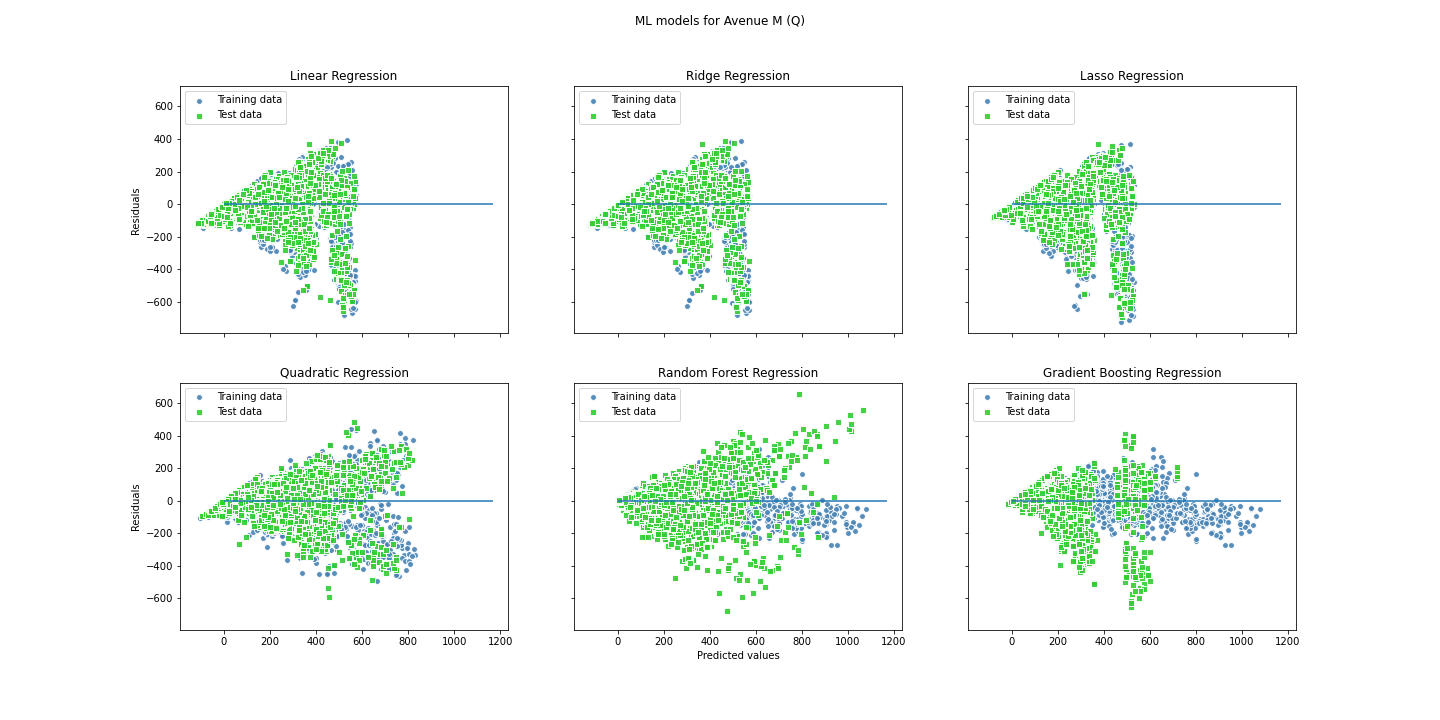 ML models for Avenue M (Q)
Linear Regression
Ridge Regression
Lasso Regression
Training data
Test data
Training data
Test data
Training data
Test data
600
400
200
0
−200
−400
−600
Residuals
Quadratic Regression
Random Forest Regression
Gradient Boosting Regression
Training data
Test data
Training data
Test data
Training data
Test data
600
400
200
0
−200
−400
−600
Residuals
0 200 400 600 800 1000 1200
0 200 400 600 800 1000 1200
0 200 400 600 800 1000 1200
Predicted values